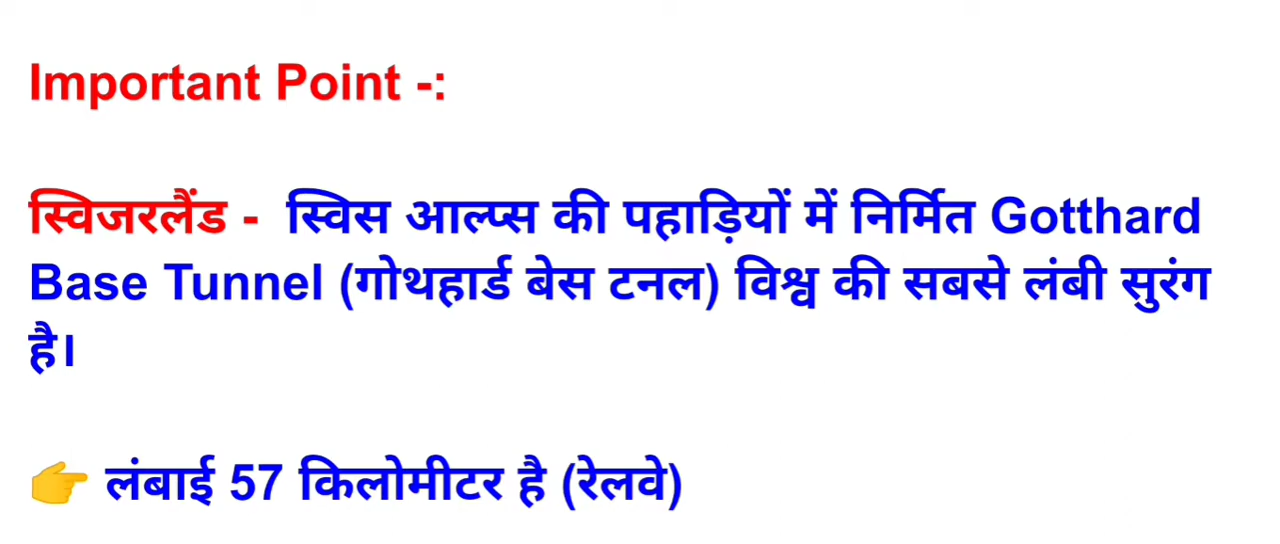 Important Point -:
स्विजरलैंड - स्विस आल्प्स की पहाड़ियों में निर्मित Gotthard
Base Tunnel (गोथहार्ड बेस टनल) विश्व की सबसे लंबी सुरंग
है।
👉 लंबाई 57 किलोमीटर है (रेलवे)